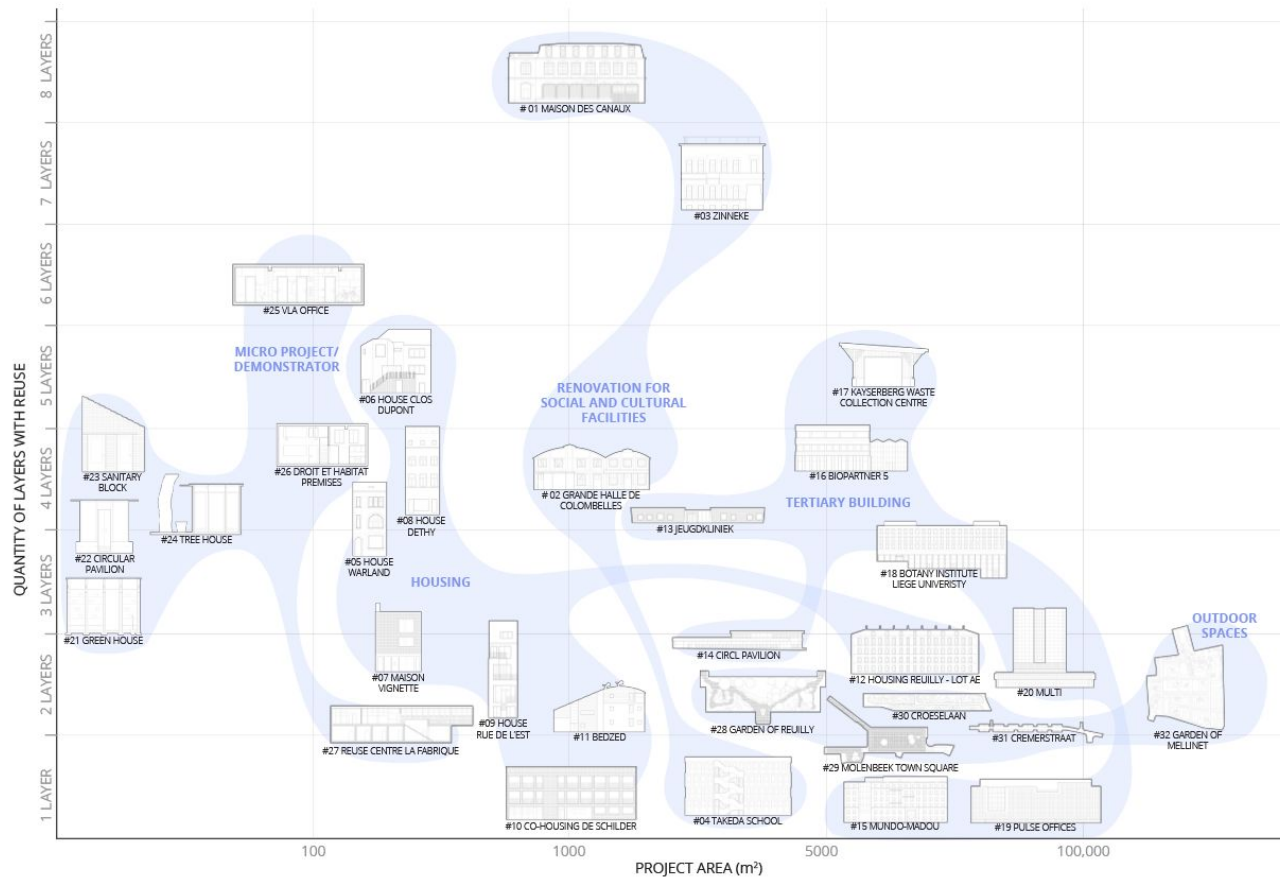 QUANTITY OF LAYERS WITH REUSE
8 LAYERS
7 LAYERS
6 LAYERS
5 LAYERS
4 LAYERS
3 LAYERS
2 LAYERS
1 LAYER
# 01 MAISON DES CANAUX
#03 ZINNEKE
#25 VLA OFFICE
MICRO PROJECT/
DEMONSTRATOR
#06 HOUSE CLOS
DUPONT
RENOVATION FOR
SOCIAL AND CULTURAL
FACILITIES
#17 KAYSERBERG WASTE
COLLECTION CENTRE
#23 SANITARY
BLOCK
#26 DROIT ET HABITAT
PREMISES
#08 HOUSE
DETHY
# 02 GRANDE HALLE DE
COLOMBELLES
#16 BIOPARTNER 5
TERTIARY BUILDING
#13 JEUGDKLINIEK
#24 TREE HOUSE
#22 CIRCULAR
PAVILION
#05 HOUSE
WARLAND
HOUSING
#18 BOTANY INSTITUTE
LIEGE UNIVERISTY
#21 GREEN HOUSE
OUTDOOR
SPACES
#14 CIRCL PAVILION
#07 MAISON
VIGNETTE
#12 HOUSING REUILLY - LOT AE
#20 MULTI
#09 HOUSE
RUE DE L'EST
#11 BEDZED
#28 GARDEN OF REUILLY
#30 CROESELAAN
#31 CREMERSTRAAT
#32 GARDEN OF
MELLINET
#27 REUSE CENTRE LA FABRIQUE
#29 MOLENBEEK TOWN SQUARE
#10 CO-HOUSING DE SCHILDER
#04 TAKEDA SCHOOL
#15 MUNDO-MADOU
#19 PULSE OFFICES
100
1000
5000
100,000
PROJECT AREA (m²)